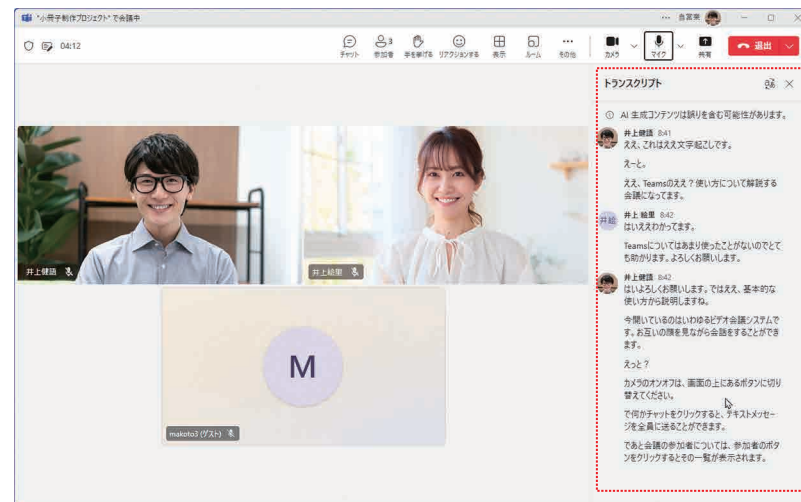 "小冊子制作プロジェクト" で会議中
04:12
チャット
参加者 3
手を挙げる
リアクションする
表示
ルーム
その他
カメラ
マイク
共有
退出
トランスクリプト
AI 生成コンテンツは誤りを含む可能性があります。
井上健語 8:41
ええ、これはええ文字起こしです。
えーと。
ええ、Teamsのええ？使い方について解説する
会議になってます。
井絵
井上 絵里 8:42
はいええわかってます。
Teamsについてはあまり使ったことがないのでとて
も助かります。よろしくお願いします。
井上健語 8:42
はいよろしくお願いします。ではええ、基本的な
使い方から説明しますね。
今開いているのはいわゆるビデオ会議システムで
す。お互いの顔を見ながら会話をすることができ
ます。
えっと？
カメラのオンオフは、画面の上にあるボタンに切り
替えてください。
で何かチャットをクリックすると、テキストメッセー
ジを全員に送ることができます。
であと会議の参加者については、参加者のボタ
ンをクリックするとその一覧が表示されます。
井上健語
井上絵里
M
makoto3 (ゲスト)